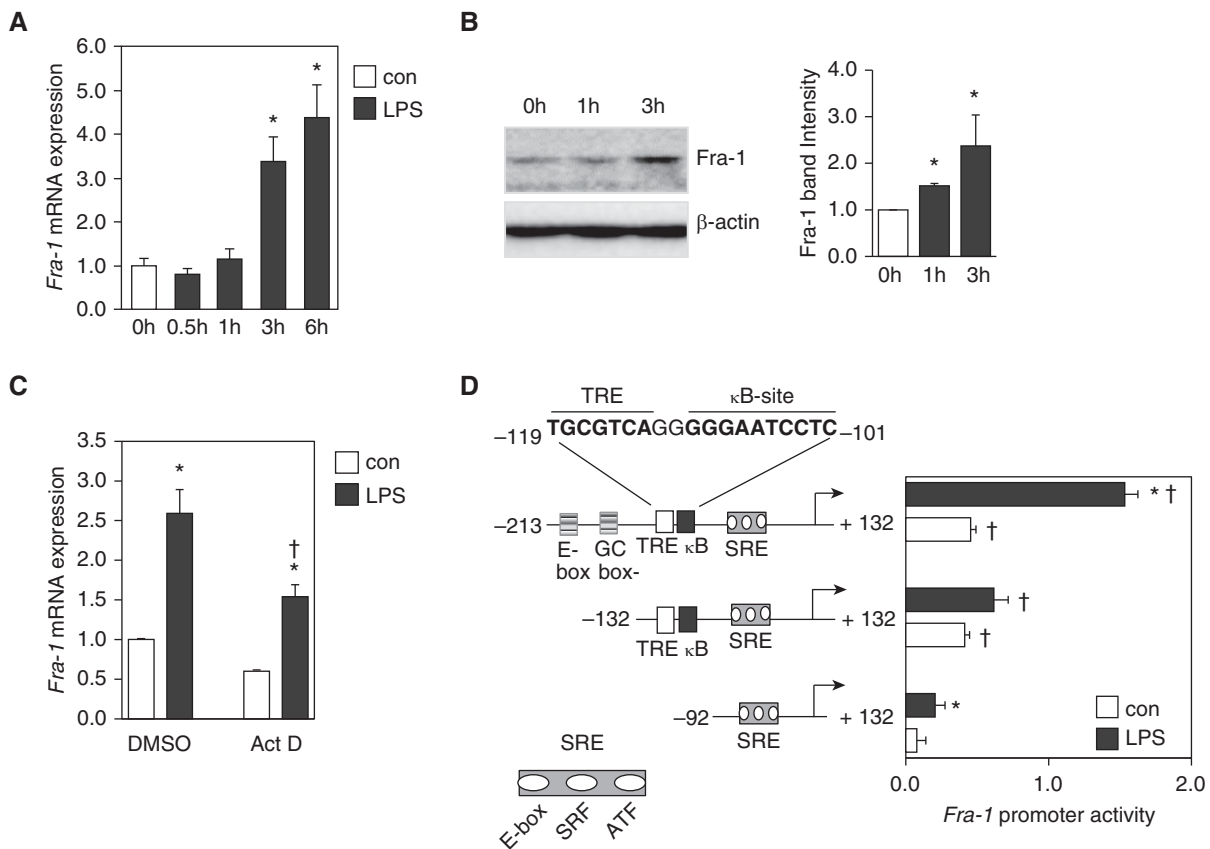 A
6.0
5.0
4.0
3.0
2.0
1.0
0.0
Fra-1 mRNA expression
0h 0.5h 1h 3h 6h
* *
con
LPS
B
0h 1h 3h
Fra-1
β-actin
4.0
3.0
2.0
1.0
0.0
Fra-1 band Intensity
* *
0h 1h 3h
C
3.5
3.0
2.5
2.0
1.5
1.0
0.5
0.0
Fra-1 mRNA expression
*
†
*
con
LPS
DMSO Act D
D
TRE κB-site
–119 TGCGTCAGGGGGAATCCTC –101
–213 + 132
E-box GC box- TRE κB SRE
* †
†
–132 + 132
TRE κB SRE
†
†
–92 + 132
SRE
*
con
LPS
SRE
E-box SRF ATF
0.0 1.0 2.0
Fra-1 promoter activity